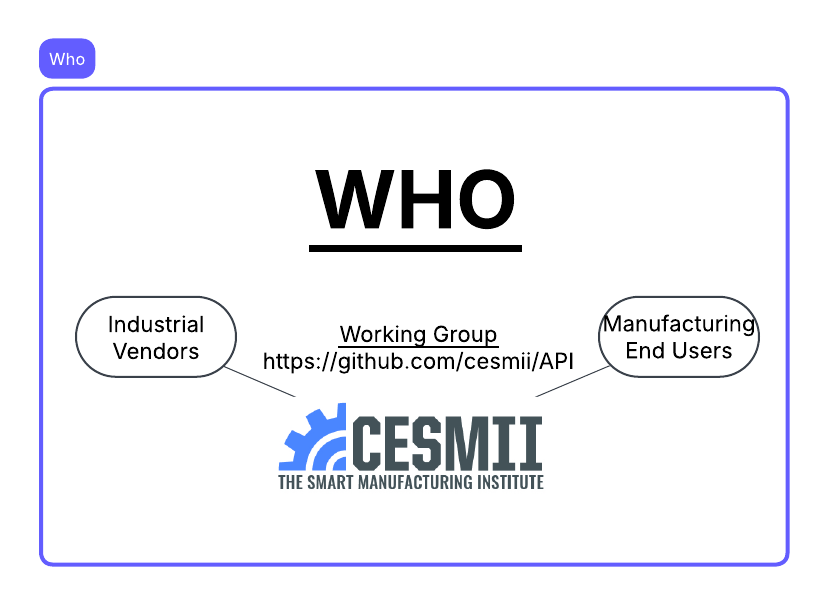 Who
WHO
Industrial
Vendors
Working Group
https://github.com/cesmii/API
Manufacturing
End Users
CESMII
THE SMART MANUFACTURING INSTITUTE